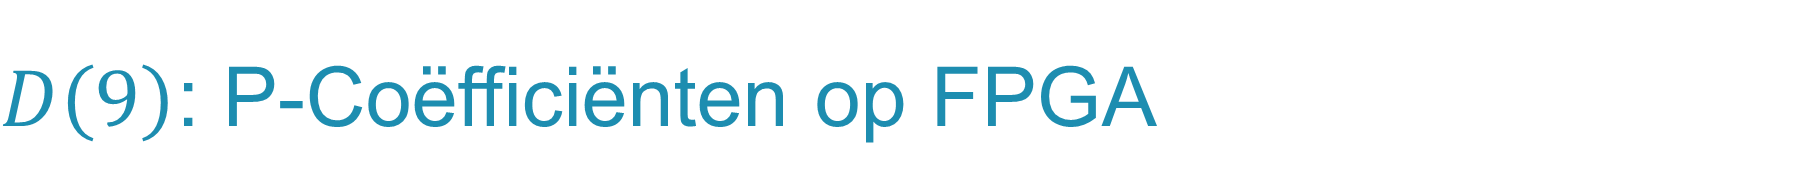 D(9): P-Coëfficiënten op FPGA